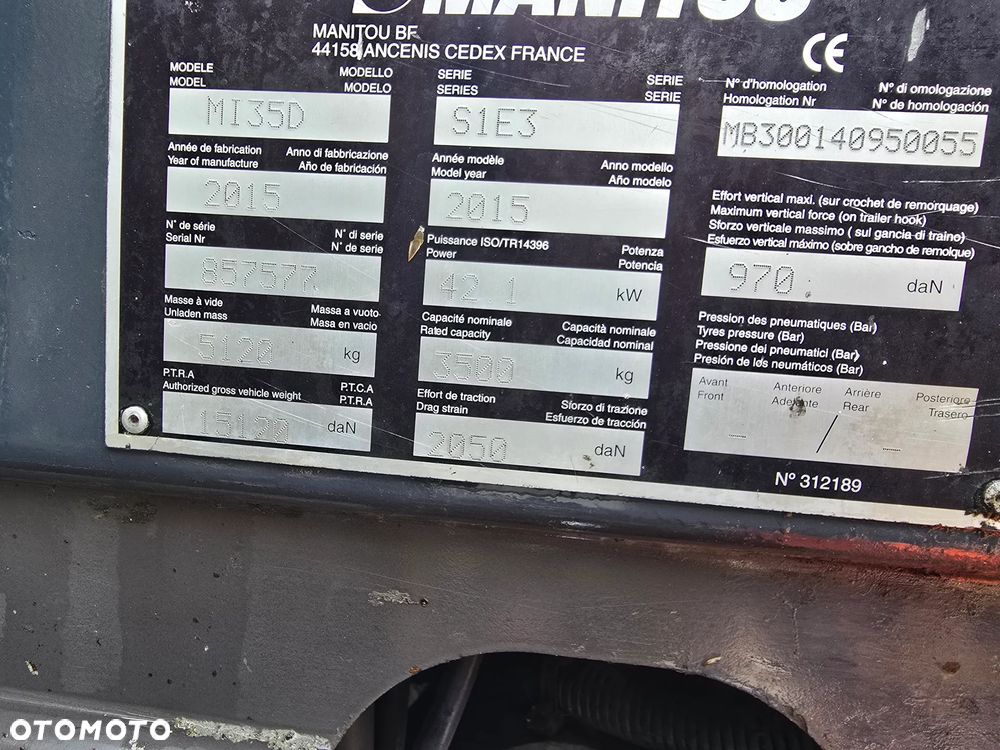 MANITOU
MANITOU BF
44158 ANCENIS CEDEX FRANCE
CE
MODELE MODELLO
MODEL MODELO
MI35D
SERIE SERIE
SERIES SERIE
S1E3
N° d'homologation N° di omologazione
Homologation Nr N° de homologación
MB300140950055
Année de fabrication Anno di fabbricazione
Year of manufacture Año de fabricación
2015
Année modèle Anno modello
Model year Año modelo
2015
Effort vertical maxi. (sur crochet de remorquage)
Maximum vertical force (on trailer hook)
Sforzo verticale massimo ( sul gancia di traino)
Esfuerzo vertical máximo (sobre gancho de remolque)
970 daN
N° de série N° di serie
Serial Nr N° de serie
857577
Puissance ISO/TR14396 Potenza
Power Potencia
42.1 kW
Masse à vide Massa a vuoto
Unladen mass Masa en vacio
5120 kg
Capacité nominale Capacità nominale
Rated capacity Capacidad nominal
3500 kg
Pression des pneumatiques (Bar)
Tyres pressure (Bar)
Pressione dei pneumatici (Bar)
Presión de los neumáticos (Bar)
Avant Anteriore Arrière Posteriore
Front Adelante Rear Trasero
__ / __
P.T.R.A P.T.C.A
Authorized gross vehicle weight P.T.R.A
15120 daN
Effort de traction Sforzo di trazione
Drag strain Esfuerzo de tracción
2050 daN
N° 312189
OTOMOTO